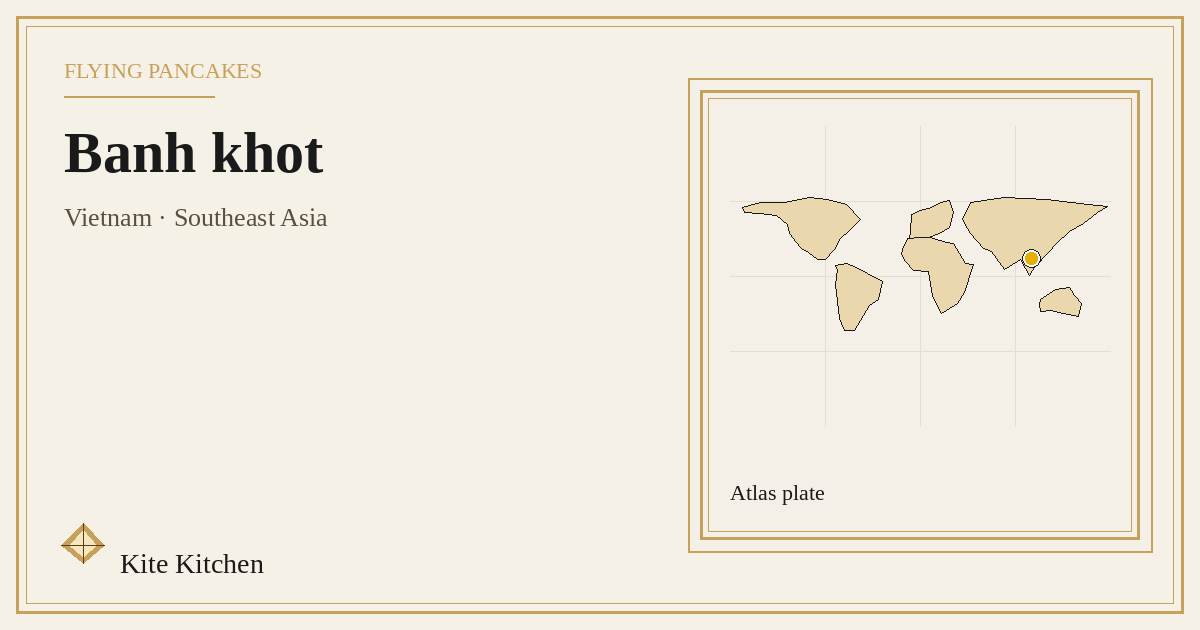 FLYING PANCAKES
Banh khot
Vietnam · Southeast Asia
Atlas plate
Kite Kitchen